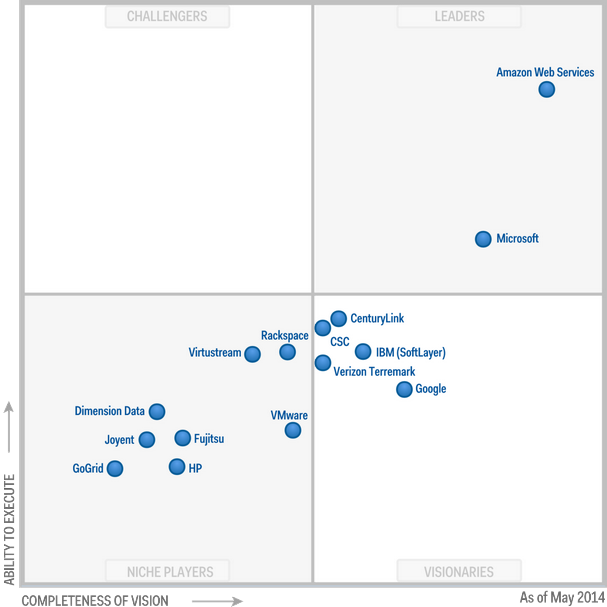 CHALLENGERS
LEADERS
Amazon Web Services
Microsoft
CenturyLink
CSC
Rackspace
Virtustream
IBM (SoftLayer)
Verizon Terremark
Google
Dimension Data
VMware
Joyent
Fujitsu
GoGrid
HP
ABILITY TO EXECUTE
NICHE PLAYERS
VISIONARIES
COMPLETENESS OF VISION
As of May 2014